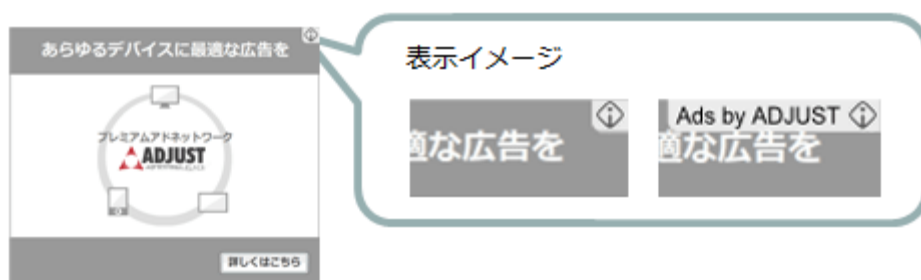 あらゆるデバイスに最適な広告を
プレミアムアドネットワーク
ADJUST
詳しくはこちら
表示イメージ
適な広告を
Ads by ADJUST
適な広告を